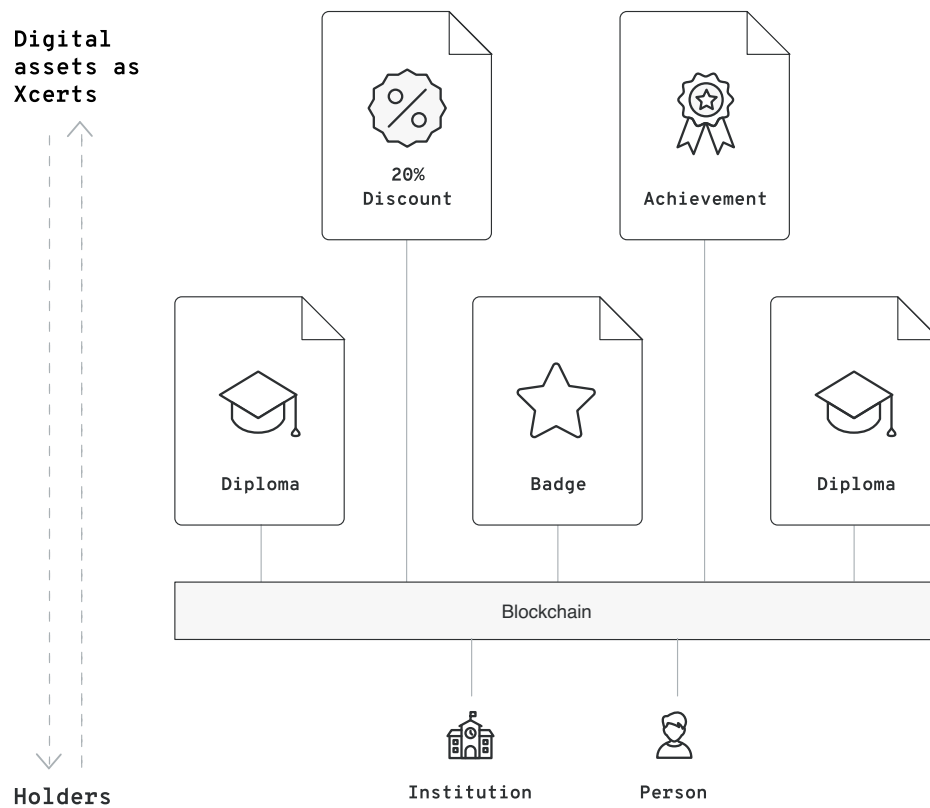 Digital
assets as
Xcerts
20%
Discount
Achievement
Diploma
Badge
Diploma
Blockchain
Institution
Person
Holders